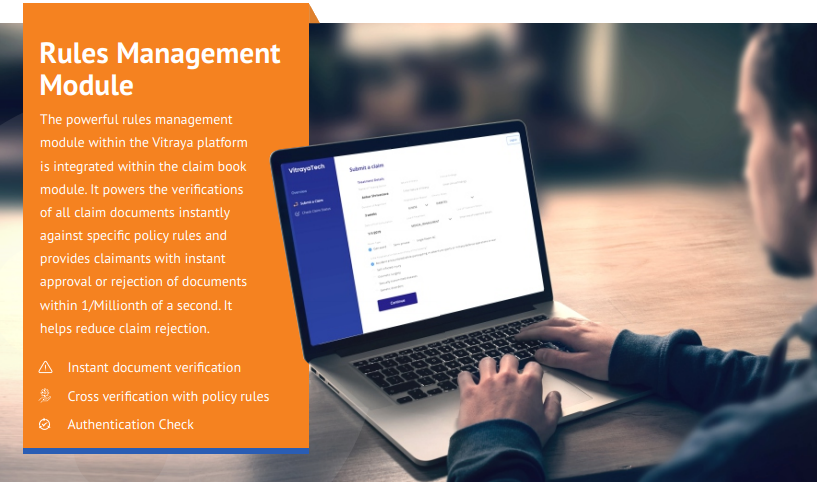 Rules Management
Module
The powerful rules management
module within the Vitraya platform
is integrated within the claim book
module. It powers the verifications
of all claim documents instantly
against specific policy rules and
provides claimants with instant
approval or rejection of documents
within 1/Millionth of a second. It
helps reduce claim rejection.
Instant document verification
Cross verification with policy rules
Authentication Check
VitrayaTech
Submit a claim
Overview
Submit a Claim
Check Claim Status
Continue